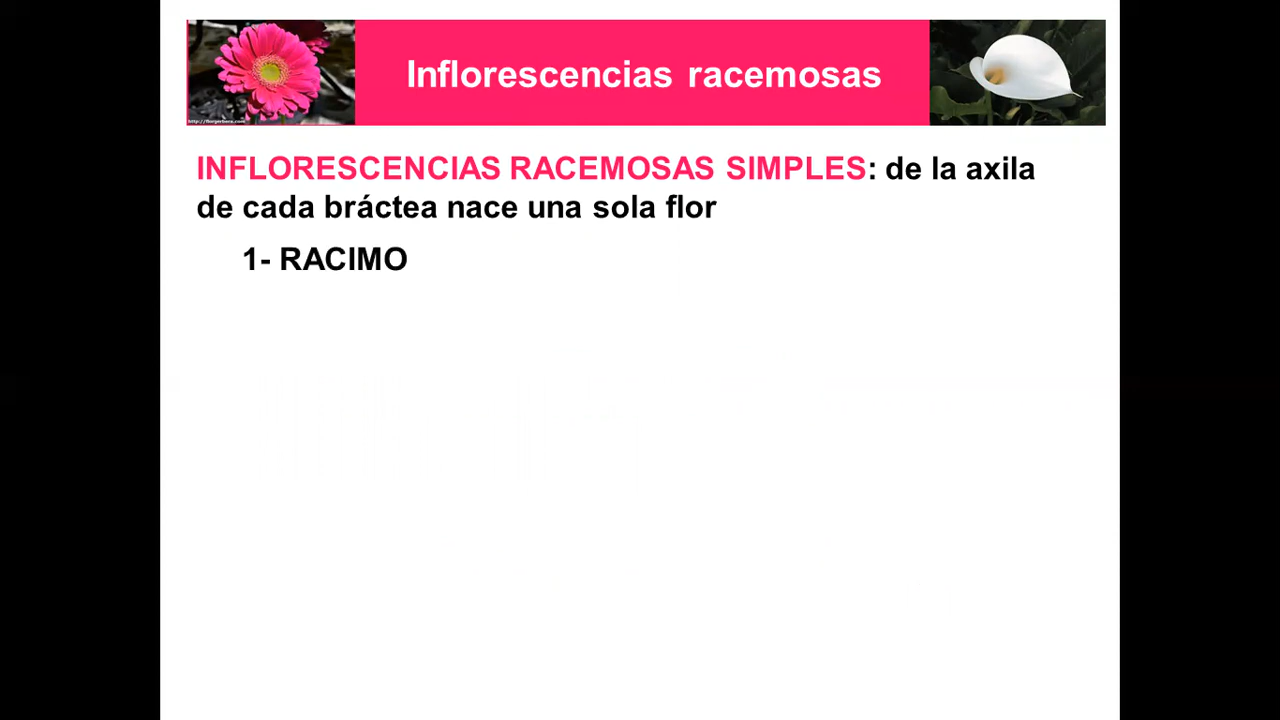 Inflorescencias racemosas
INFLORESCENCIAS RACEMOSAS SIMPLES: de la axila
de cada bráctea nace una sola flor
1- RACIMO